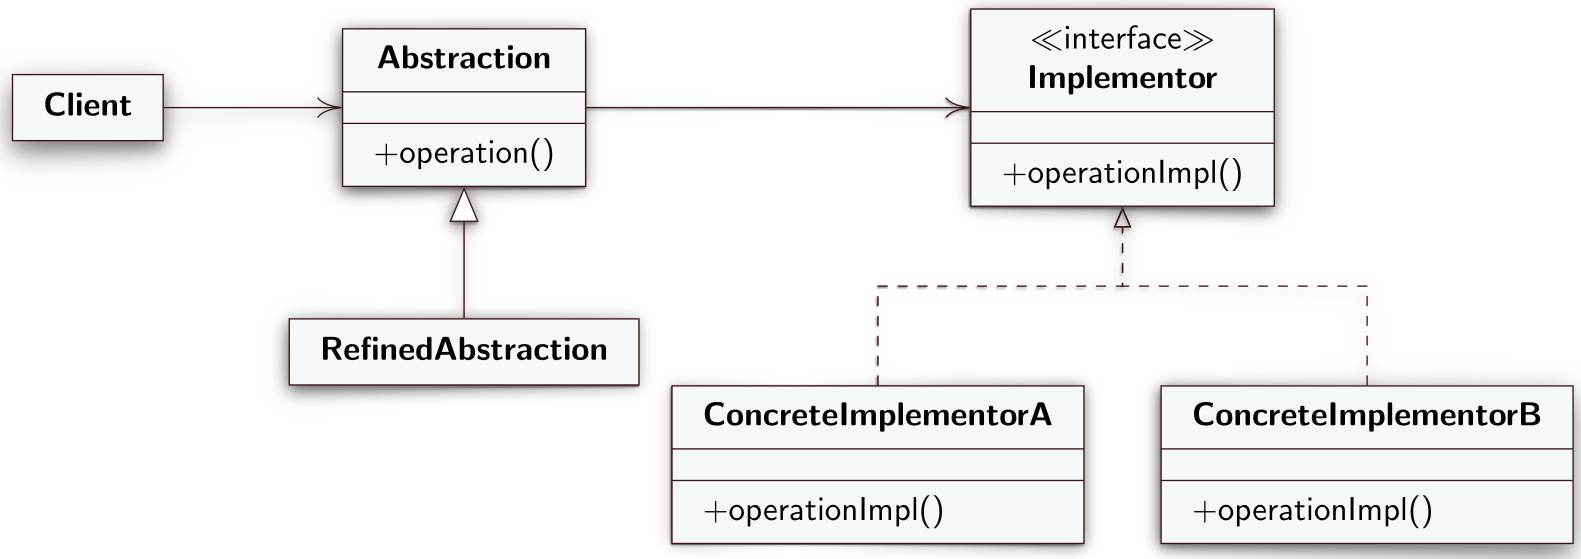 Client
Abstraction
+operation()
≪interface≫
Implementor
+operationImpl()
RefinedAbstraction
ConcreteImplementorA
+operationImpl()
ConcreteImplementorB
+operationImpl()